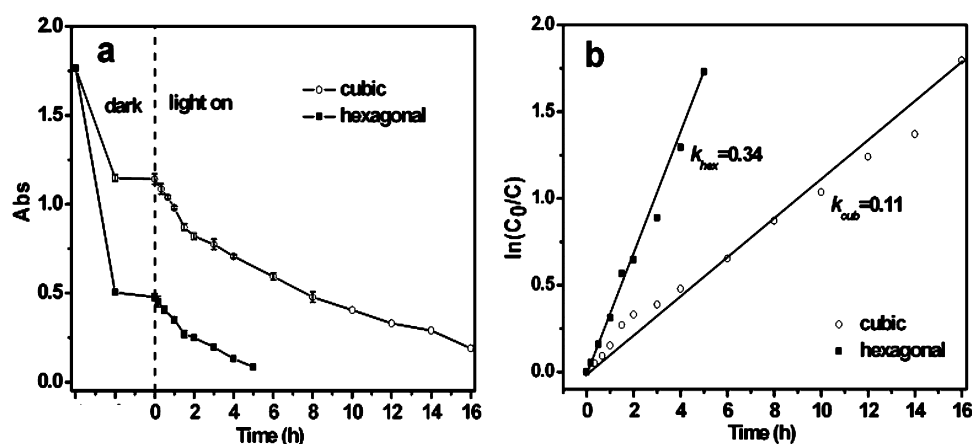 a
dark
light on
cubic
hexagonal
2.0
1.5
1.0
0.5
0.0
Abs
0 2 4 6 8 10 12 14 16
Time (h)
b
k_hex=0.34
k_cub=0.11
cubic
hexagonal
2.0
1.5
1.0
0.5
0.0
ln(C0/C)
0 2 4 6 8 10 12 14 16
Time (h)